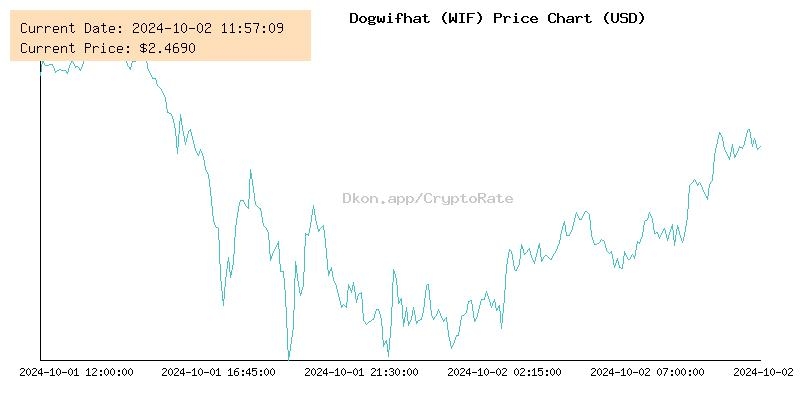 Dogwifhat (WIF) Price Chart (USD)
Current Date: 2024-10-02 11:57:09
Current Price: $2.4690
Dkon.app/CryptoRate
2024-10-01 12:00:00 2024-10-01 16:45:00 2024-10-01 21:30:00 2024-10-02 02:15:00 2024-10-02 07:00:00 2024-10-02